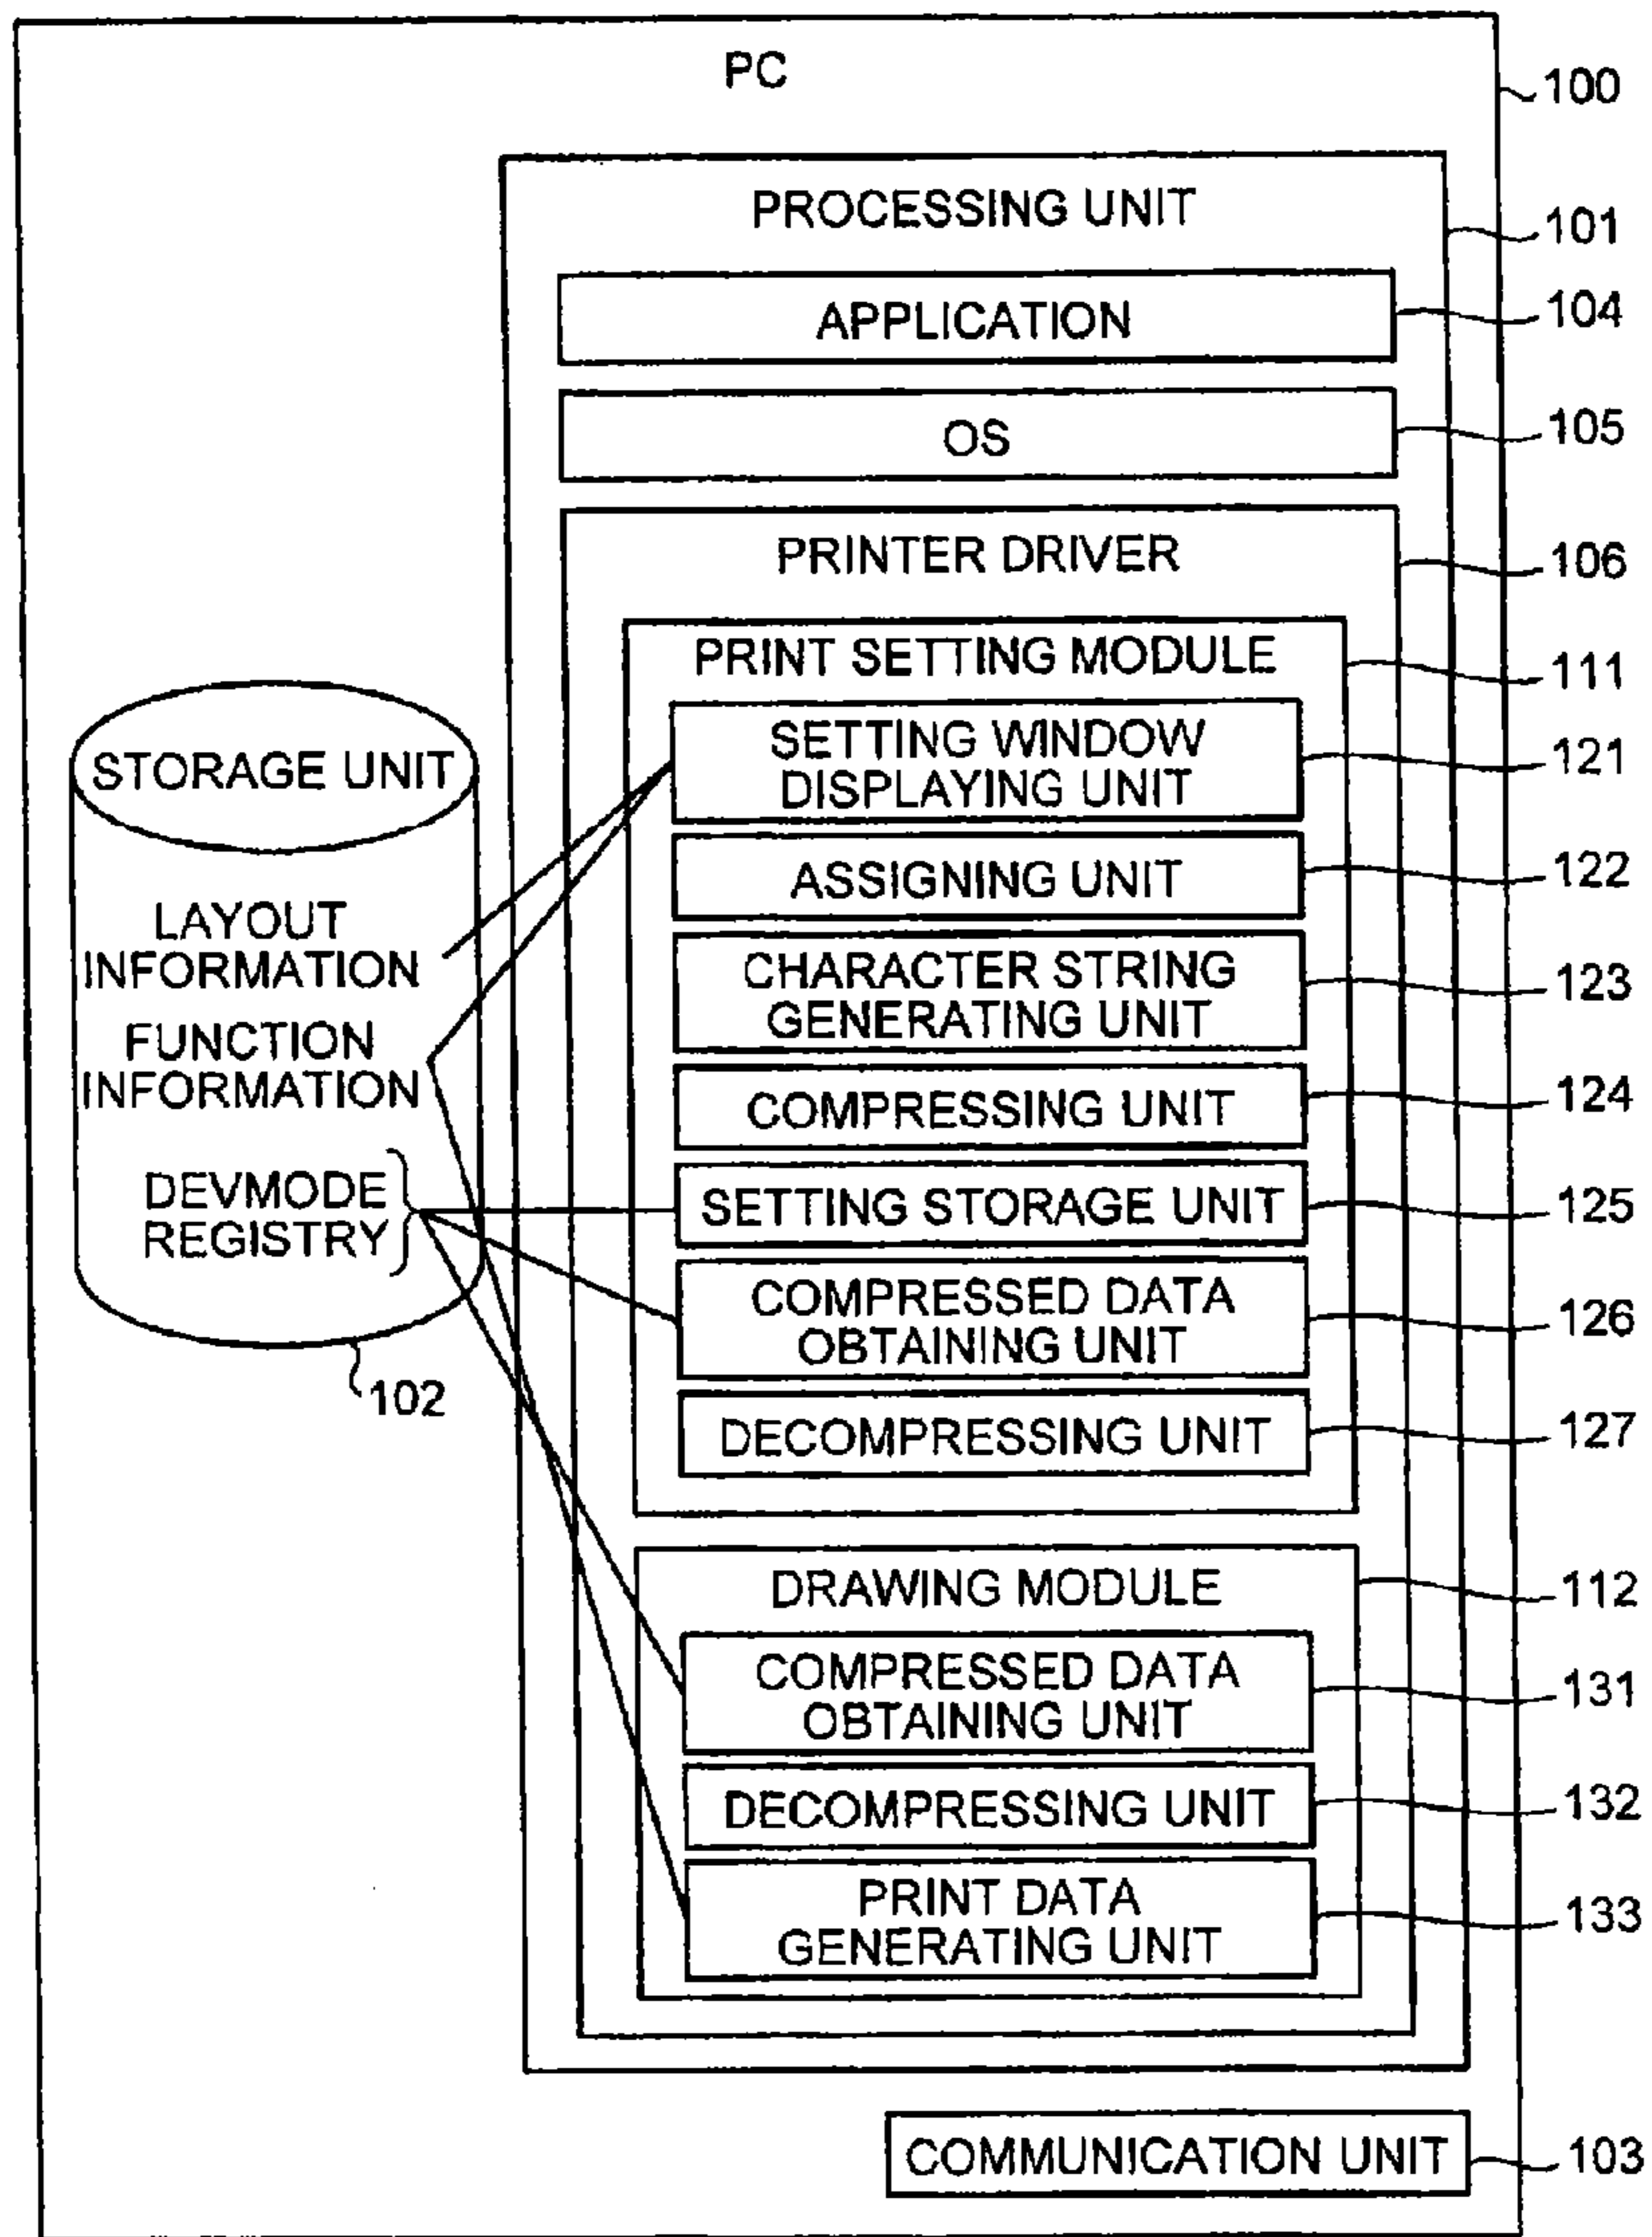 PC
100
PROCESSING UNIT
101
APPLICATION
104
OS
105
PRINTER DRIVER
106
PRINT SETTING MODULE
111
SETTING WINDOW
DISPLAYING UNIT
121
ASSIGNING UNIT
122
CHARACTER STRING
GENERATING UNIT
123
COMPRESSING UNIT
124
SETTING STORAGE UNIT
125
COMPRESSED DATA
OBTAINING UNIT
126
DECOMPRESSING UNIT
127
DRAWING MODULE
112
COMPRESSED DATA
OBTAINING UNIT
131
DECOMPRESSING UNIT
132
PRINT DATA
GENERATING UNIT
133
STORAGE UNIT
LAYOUT
INFORMATION
FUNCTION
INFORMATION
DEVMODE
REGISTRY
102
COMMUNICATION UNIT
103